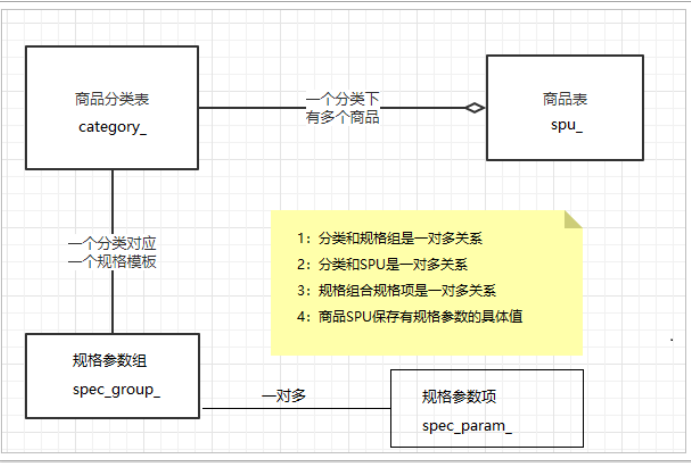 商品分类表
category_
一个分类下
有多个商品
商品表
spu_
一个分类对应
一个规格模板
1：分类和规格组是一对多关系
2：分类和SPU是一对多关系
3：规格组合规格项是一对多关系
4：商品SPU保存有规格参数的具体值
规格参数组
spec_group_
一对多
规格参数项
spec_param_